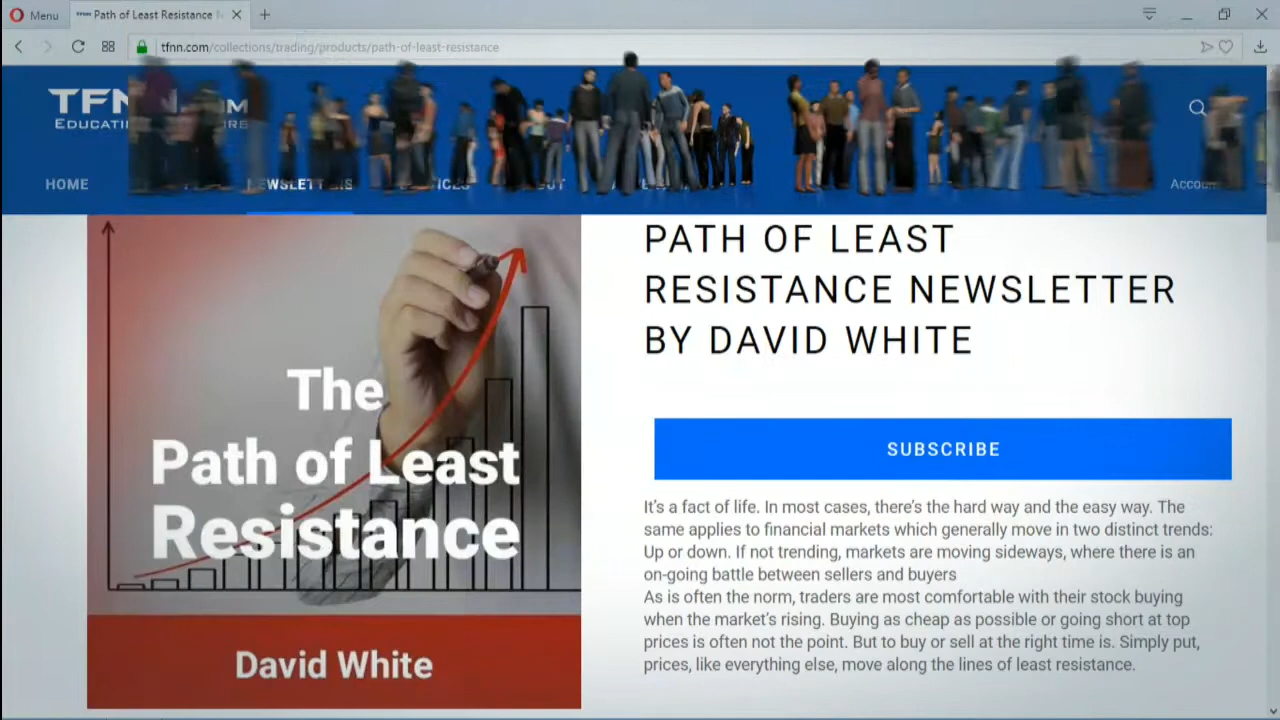 Menu
Path of Least Resistance
tfnn.com/collections/trading/products/path-of-least-resistance
HOME
PATH OF LEAST
RESISTANCE NEWSLETTER
BY DAVID WHITE
SUBSCRIBE
The
Path of Least
Resistance
David White
It's a fact of life. In most cases, there's the hard way and the easy way. The
same applies to financial markets which generally move in two distinct trends:
Up or down. If not trending, markets are moving sideways, where there is an
on-going battle between sellers and buyers
As is often the norm, traders are most comfortable with their stock buying
when the market's rising. Buying as cheap as possible or going short at top
prices is often not the point. But to buy or sell at the right time is. Simply put,
prices, like everything else, move along the lines of least resistance.